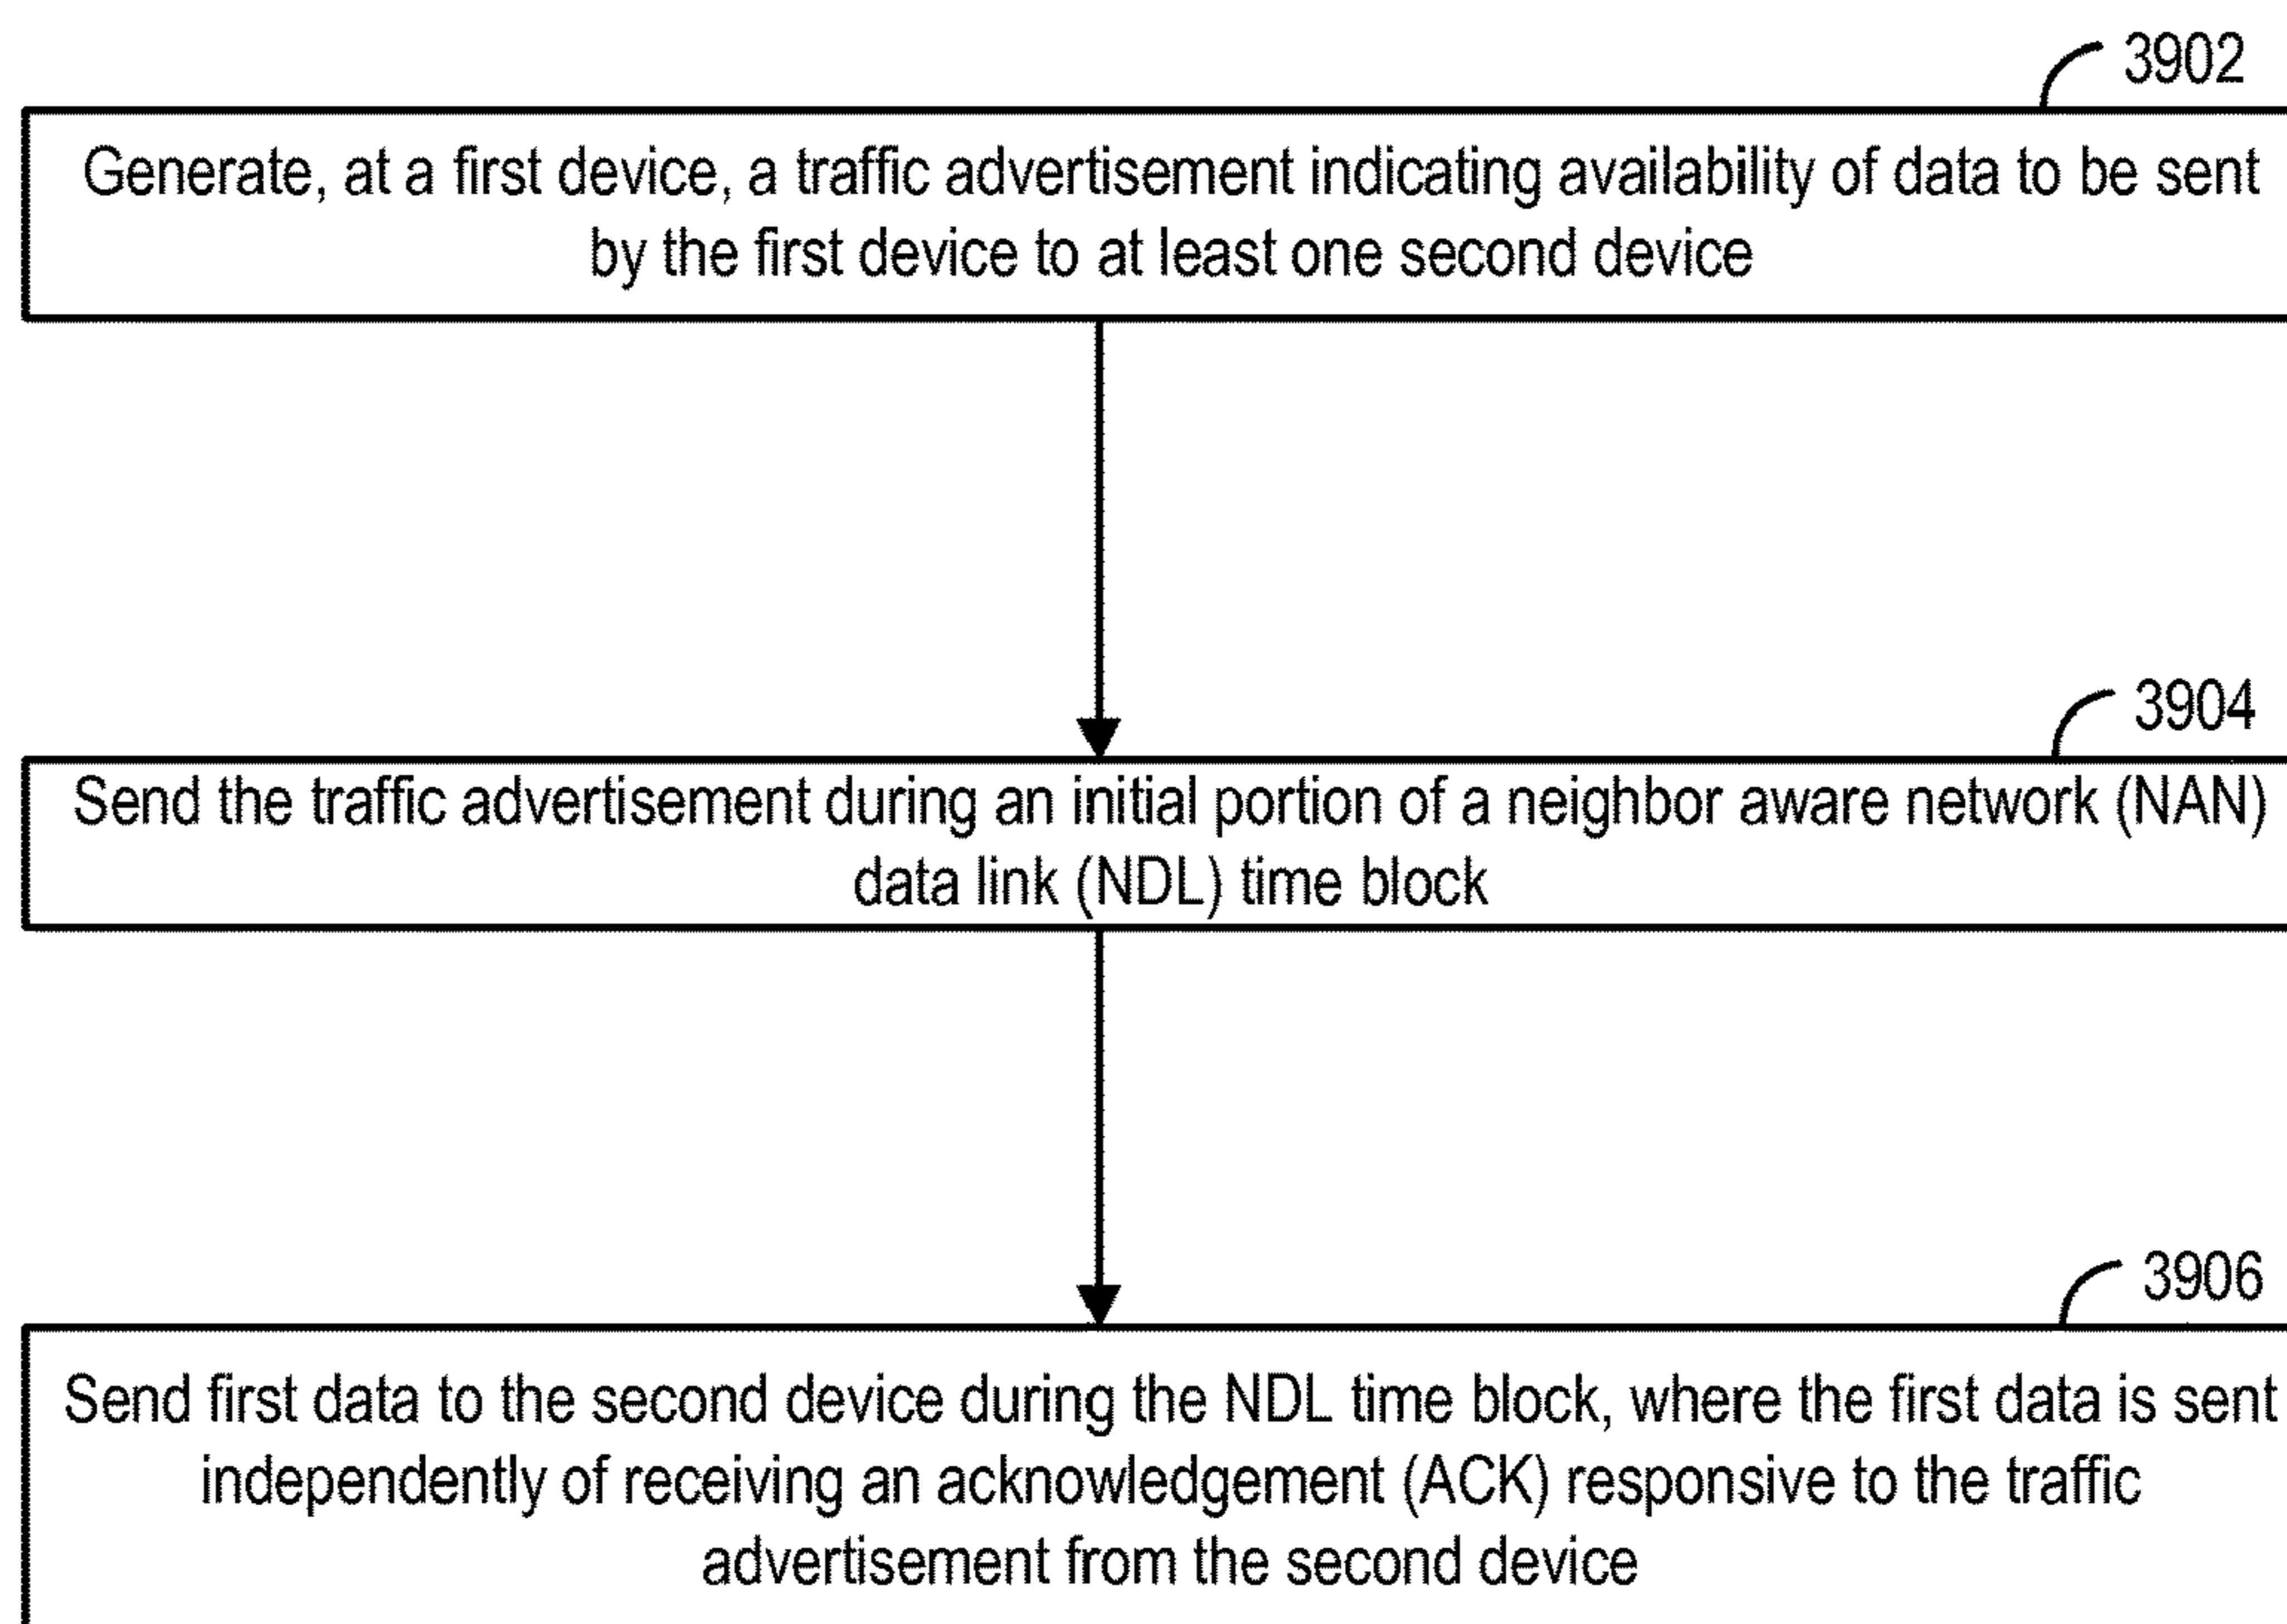 3902
Generate, at a first device, a traffic advertisement indicating availability of data to be sent
by the first device to at least one second device
3904
Send the traffic advertisement during an initial portion of a neighbor aware network (NAN)
data link (NDL) time block
3906
Send first data to the second device during the NDL time block, where the first data is sent
independently of receiving an acknowledgement (ACK) responsive to the traffic
advertisement from the second device